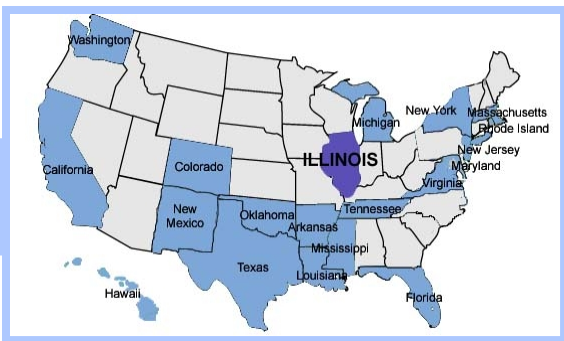 Washington
New York
Massachusetts
Michigan
Rhode Island
New Jersey
ILLINOIS
Maryland
California
Colorado
Virginia
New
Mexico
Oklahoma
Tennessee
Arkansas
Mississippi
Texas
Louisiana
Hawaii
Florida